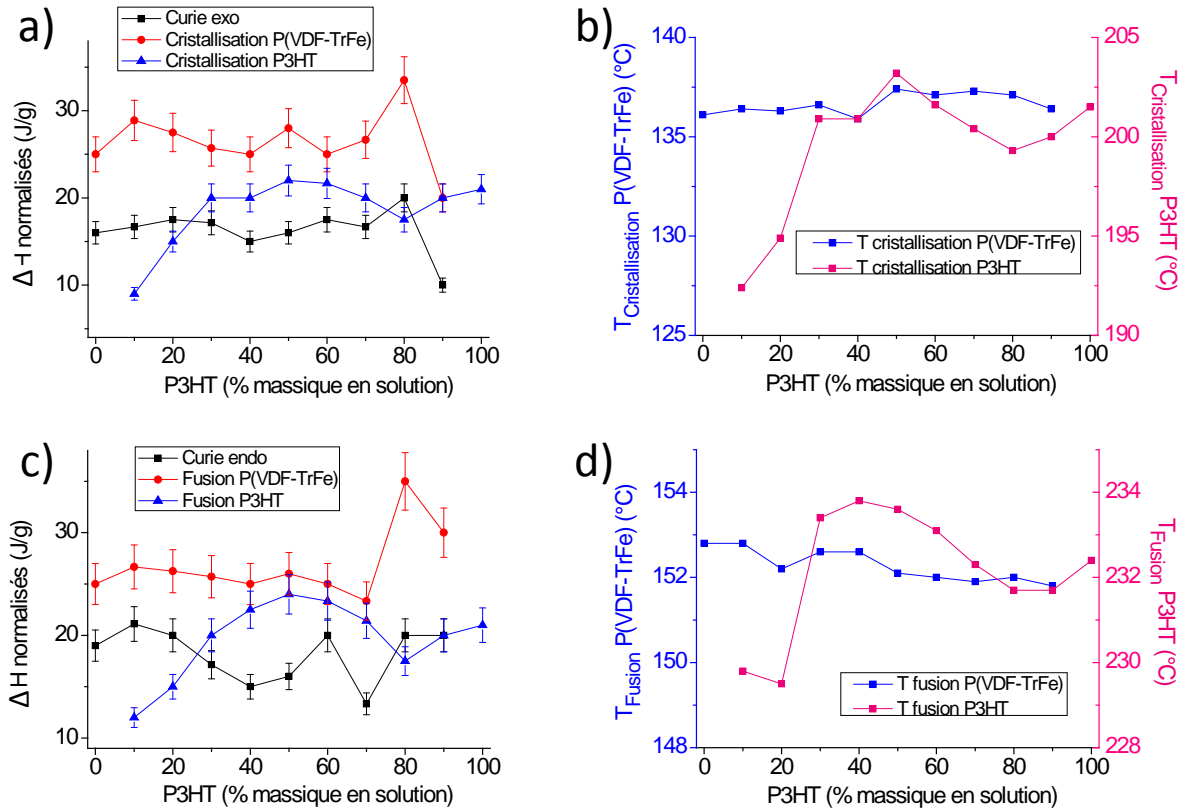 a)
Curie exo
Cristallisation P(VDF-TrFe)
Cristallisation P3HT
Δ H normalisés (J/g)
30
20
10
0 20 40 60 80 100
P3HT (% massique en solution)
b)
T cristallisation P(VDF-TrFe)
T cristallisation P3HT
TCristallisation P(VDF-TrFe) (°C)
140
135
130
125
TCristallisation P3HT (°C)
205
200
195
190
0 20 40 60 80 100
P3HT (% massique en solution)
c)
Curie endo
Fusion P(VDF-TrFe)
Fusion P3HT
Δ H normalisés (J/g)
30
20
10
0 20 40 60 80 100
P3HT (% massique en solution)
d)
T fusion P(VDF-TrFe)
T fusion P3HT
TFusion P(VDF-TrFe) (°C)
154
152
150
148
TFusion P3HT (°C)
234
232
230
228
0 20 40 60 80 100
P3HT (% massique en solution)